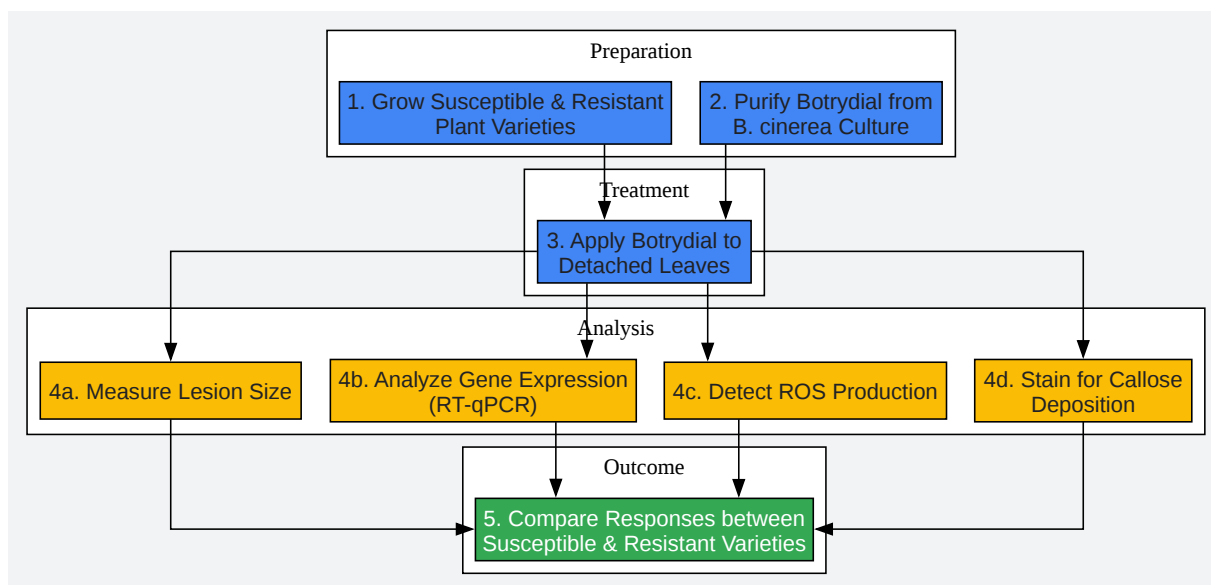 Preparation
1. Grow Susceptible & Resistant
Plant Varieties
2. Purify Botrydial from
B. cinerea Culture
Treatment
3. Apply Botrydial to
Detached Leaves
Analysis
4a. Measure Lesion Size
4b. Analyze Gene Expression
(RT-qPCR)
4c. Detect ROS Production
4d. Stain for Callose
Deposition
Outcome
5. Compare Responses between
Susceptible & Resistant Varieties